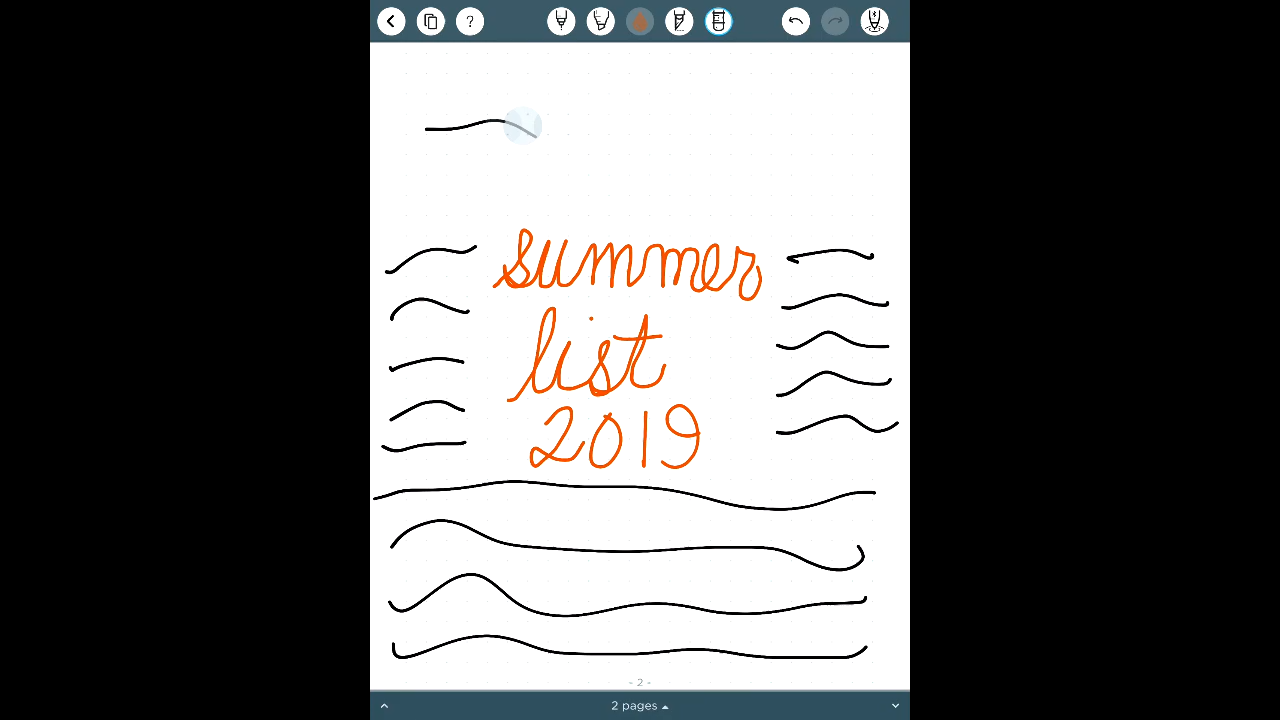 ?
summer
list
2019
- 2 -
2 pages